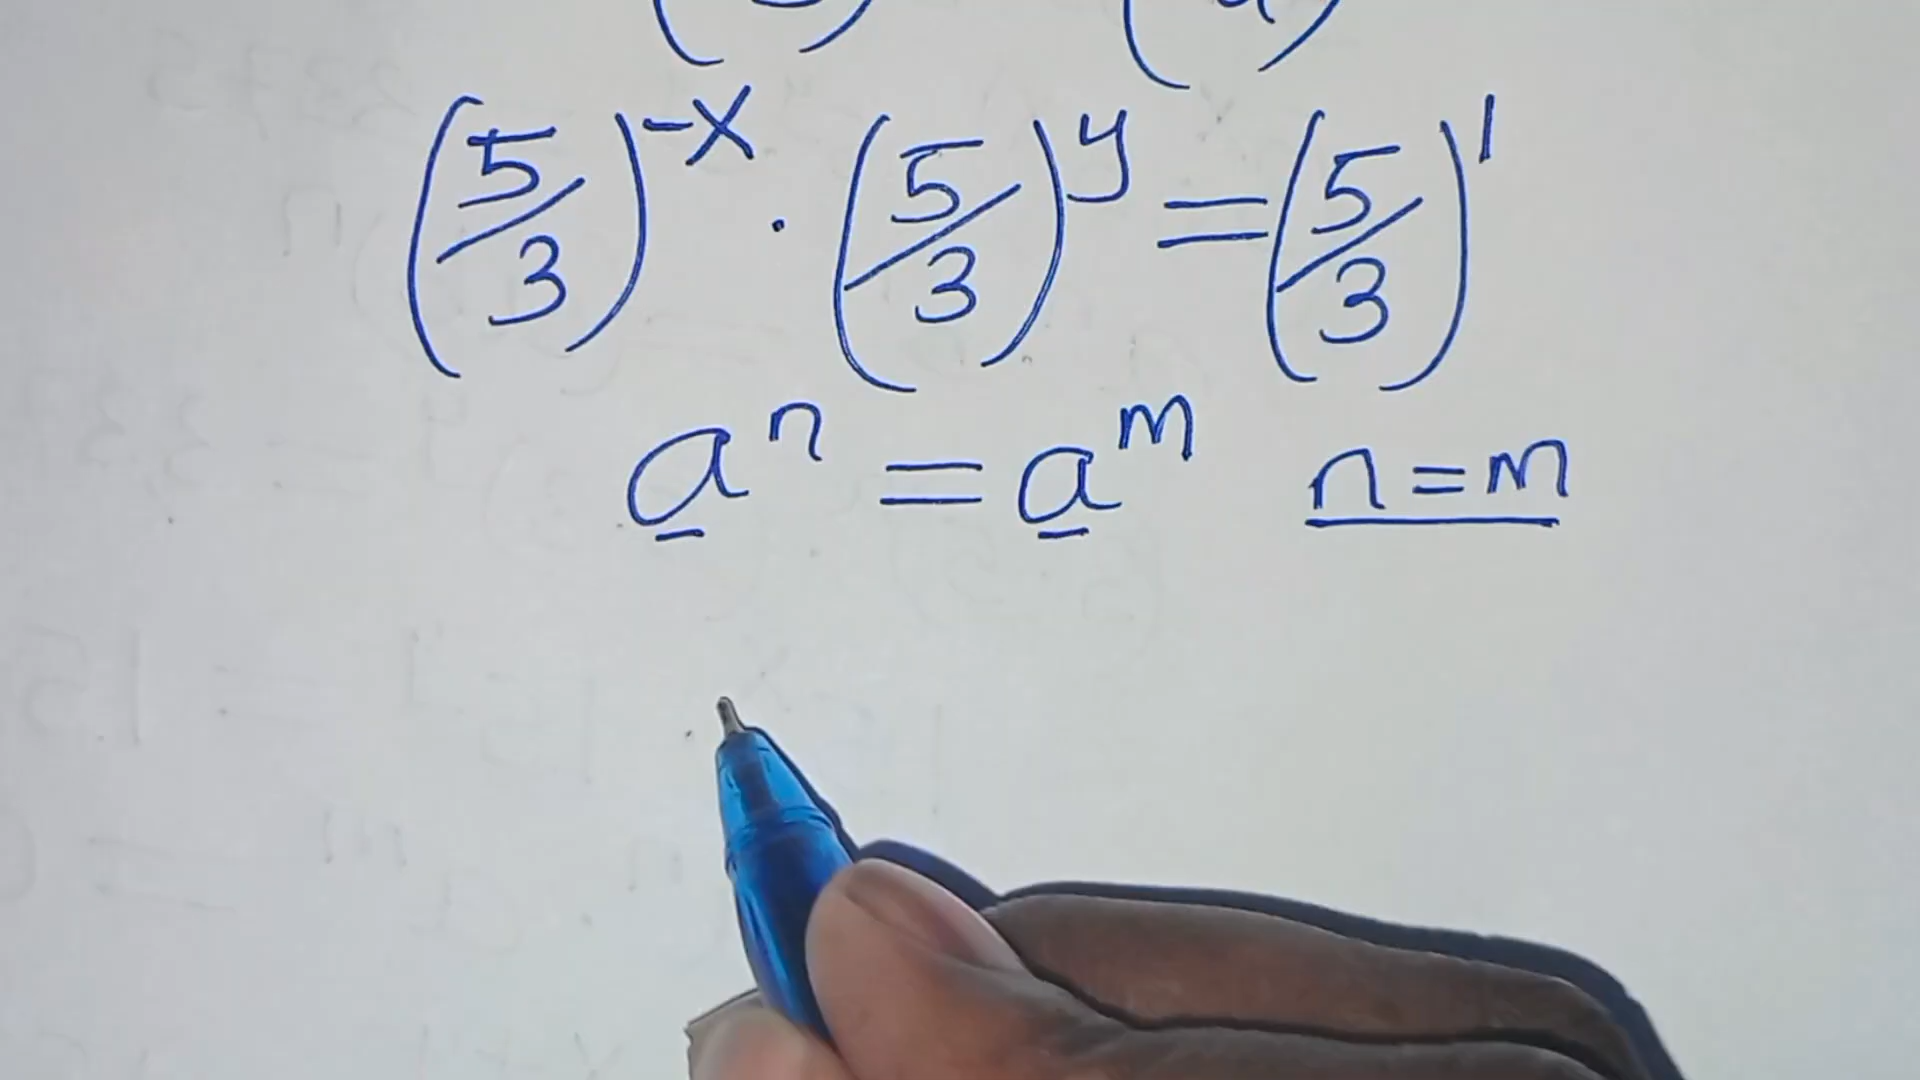 (5/3)^-x · (5/3)^y = (5/3)^1
a^n = a^m  n = m